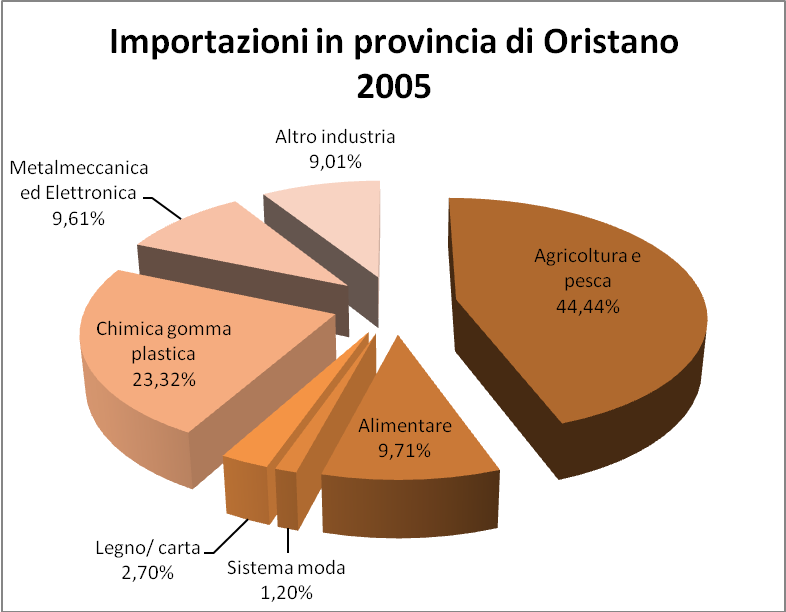 Importazioni in provincia di Oristano
2005
Altro industria
9,01%
Metalmeccanica
ed Elettronica
9,61%
Agricoltura e
pesca
44,44%
Chimica gomma
plastica
23,32%
Alimentare
9,71%
Legno/ carta
2,70%
Sistema moda
1,20%